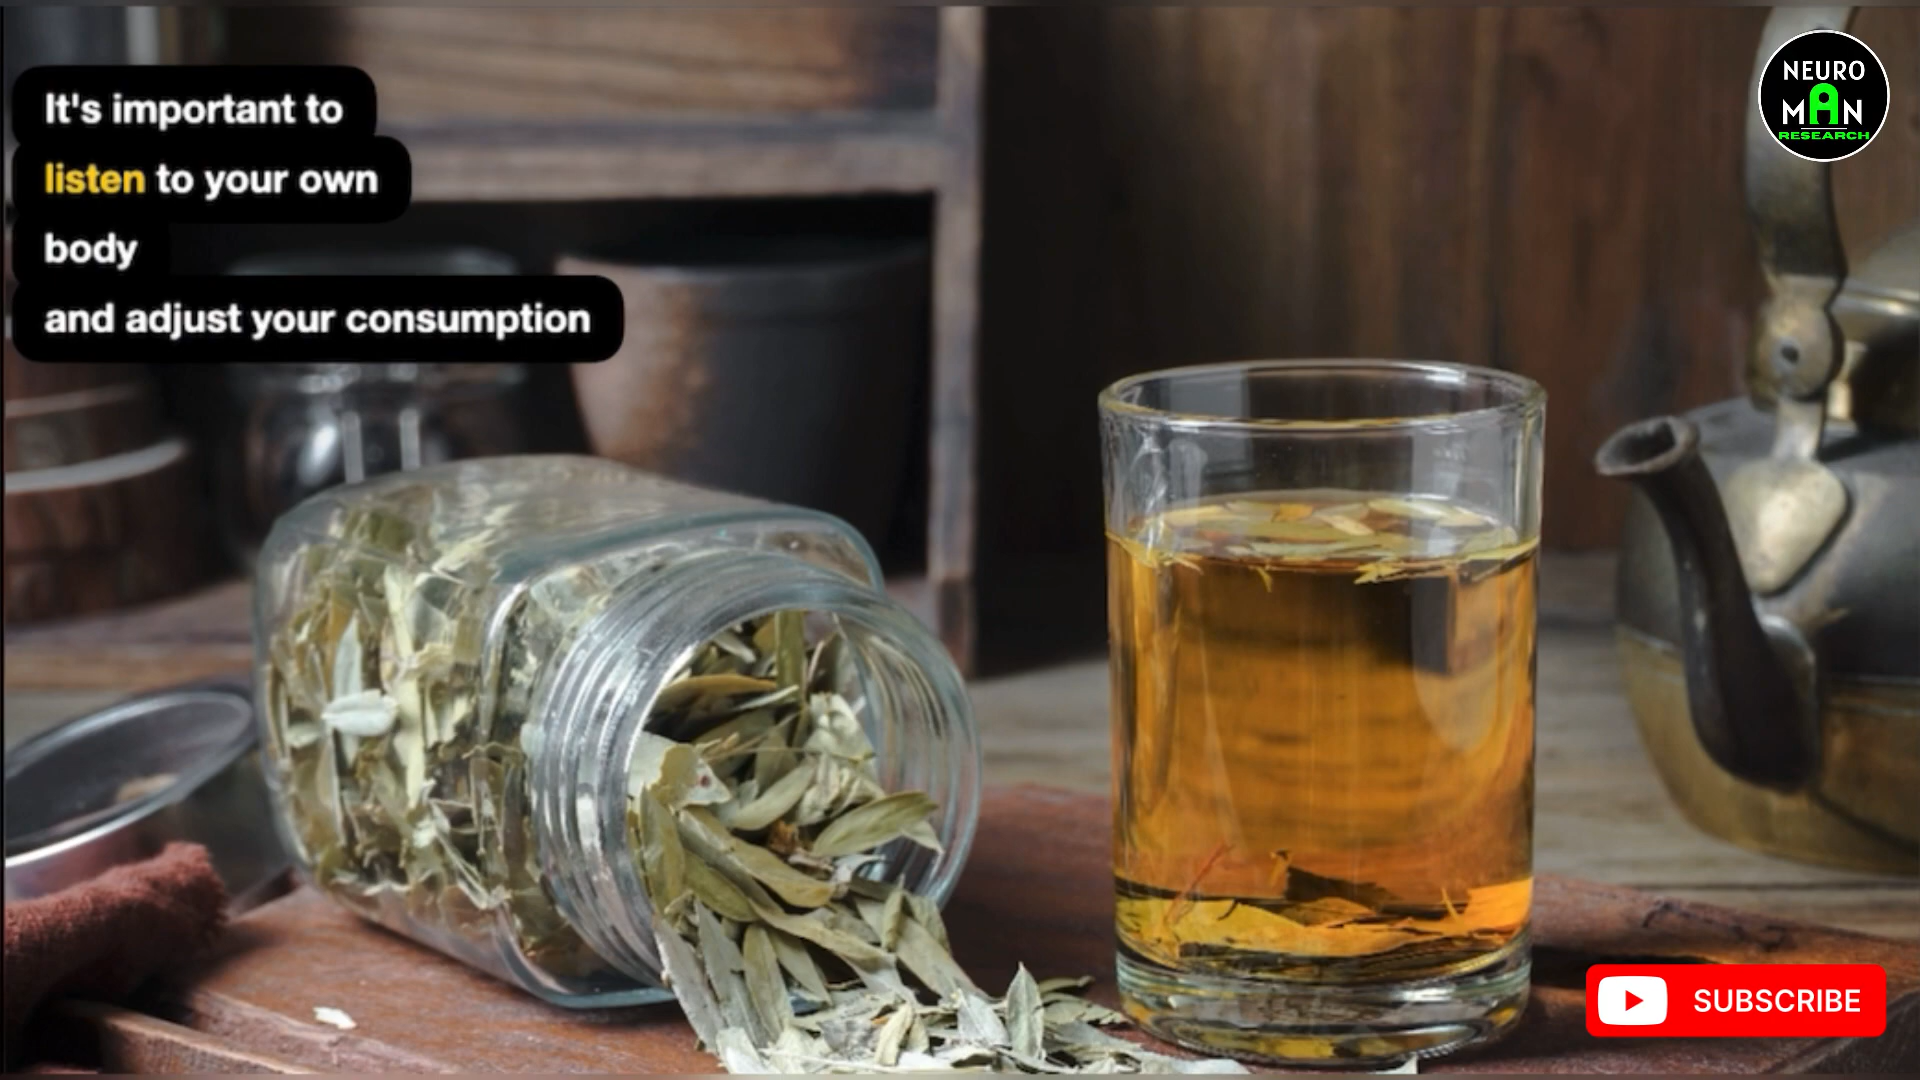 It's important to
listen to your own
body
and adjust your consumption
NEURO
MAN
RESEARCH
SUBSCRIBE